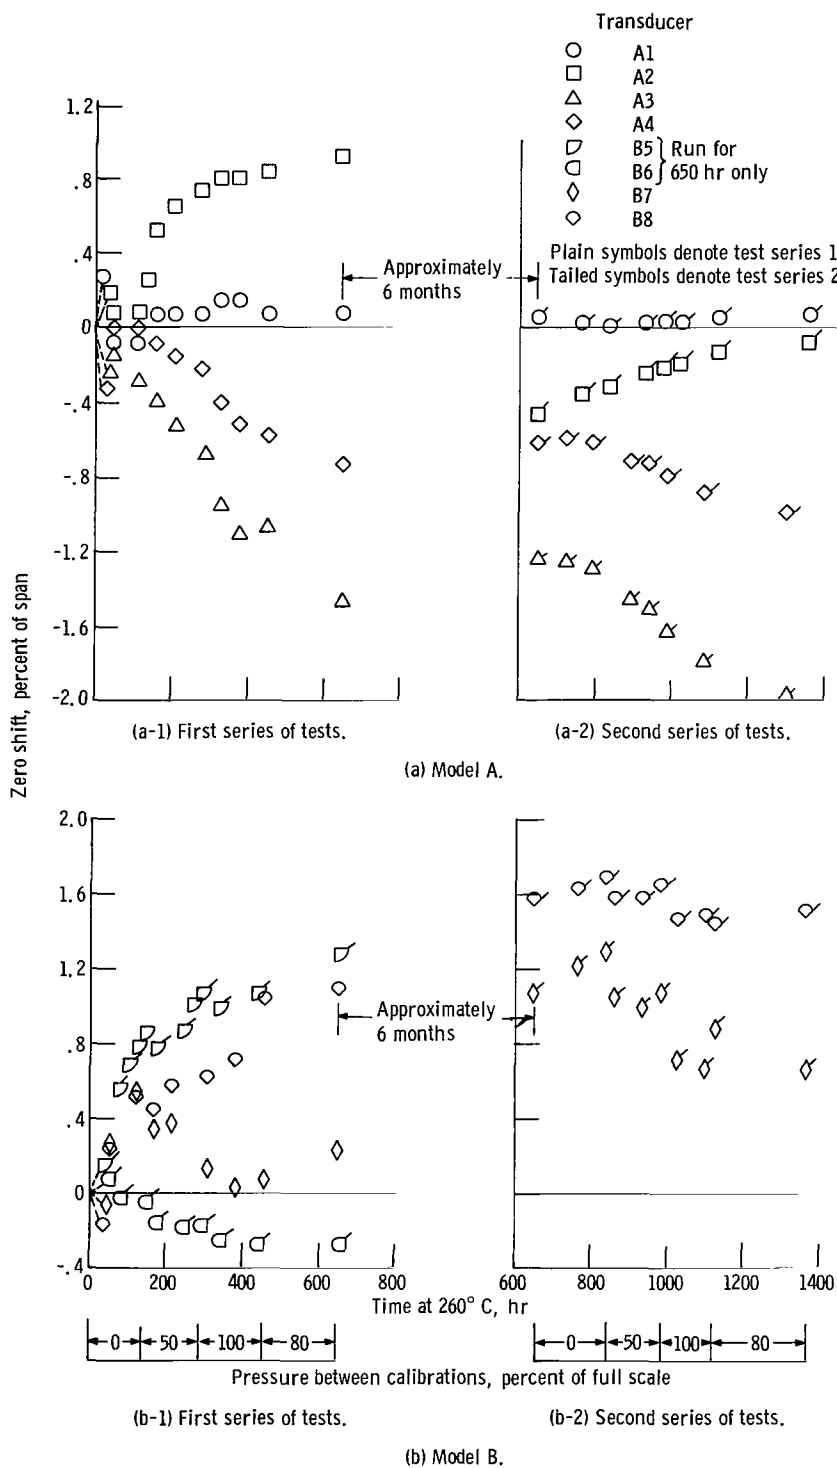 Transducer
A1
A2
A3
A4
B5
B6
Run for
650 hr only
B7
B8
Plain symbols denote test series 1
Tailed symbols denote test series 2
1.2
.8
.4
0
-.4
-.8
-1.2
-1.6
-2.0
Approximately
6 months
(a-1) First series of tests.
(a-2) Second series of tests.
(a) Model A.
Zero shift, percent of span
2.0
1.6
1.2
.8
.4
0
-.4
Approximately
6 months
0 200 400 600 800
600 800 1000 1200 1400
Time at 260° C, hr
0 50 100 80
0 50 100 80
Pressure between calibrations, percent of full scale
(b-1) First series of tests.
(b-2) Second series of tests.
(b) Model B.